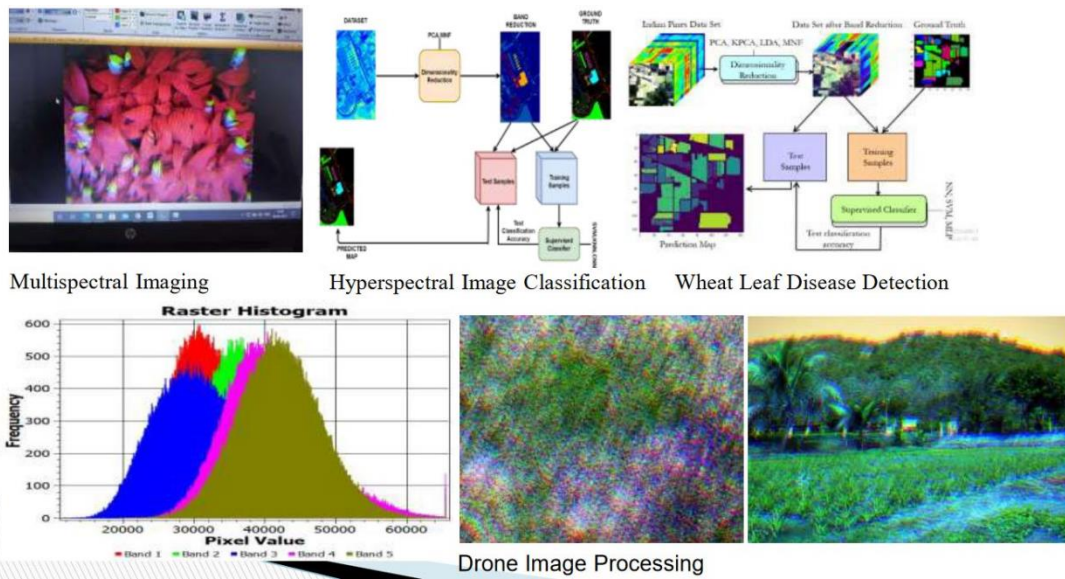 DATASET
PCA,MNF
Dimensionality
Reduction
BAND
REDUCTION
GROUND
TRUTH
Test Samples
Training
Samples
Test
Classification
Accuracy
Supervised
Classifier
PREDICTED
MAP
Indian Pines Data Set
PCA, KPCA, LDA, MNF
Dimensionality
Reduction
Data Set after Band Reduction
Ground Truth
Test
Samples
Training
Samples
Supervised Classifier
NN, SVM, MLP
Test classification
accuracy
Prediction Map
Multispectral Imaging
Hyperspectral Image Classification
Wheat Leaf Disease Detection
Raster Histogram
Frequency
600
500
400
300
200
100
0
20000 30000 40000 50000 60000
Pixel Value
Band 1 Band 2 Band 3 Band 4 Band 5
Drone Image Processing